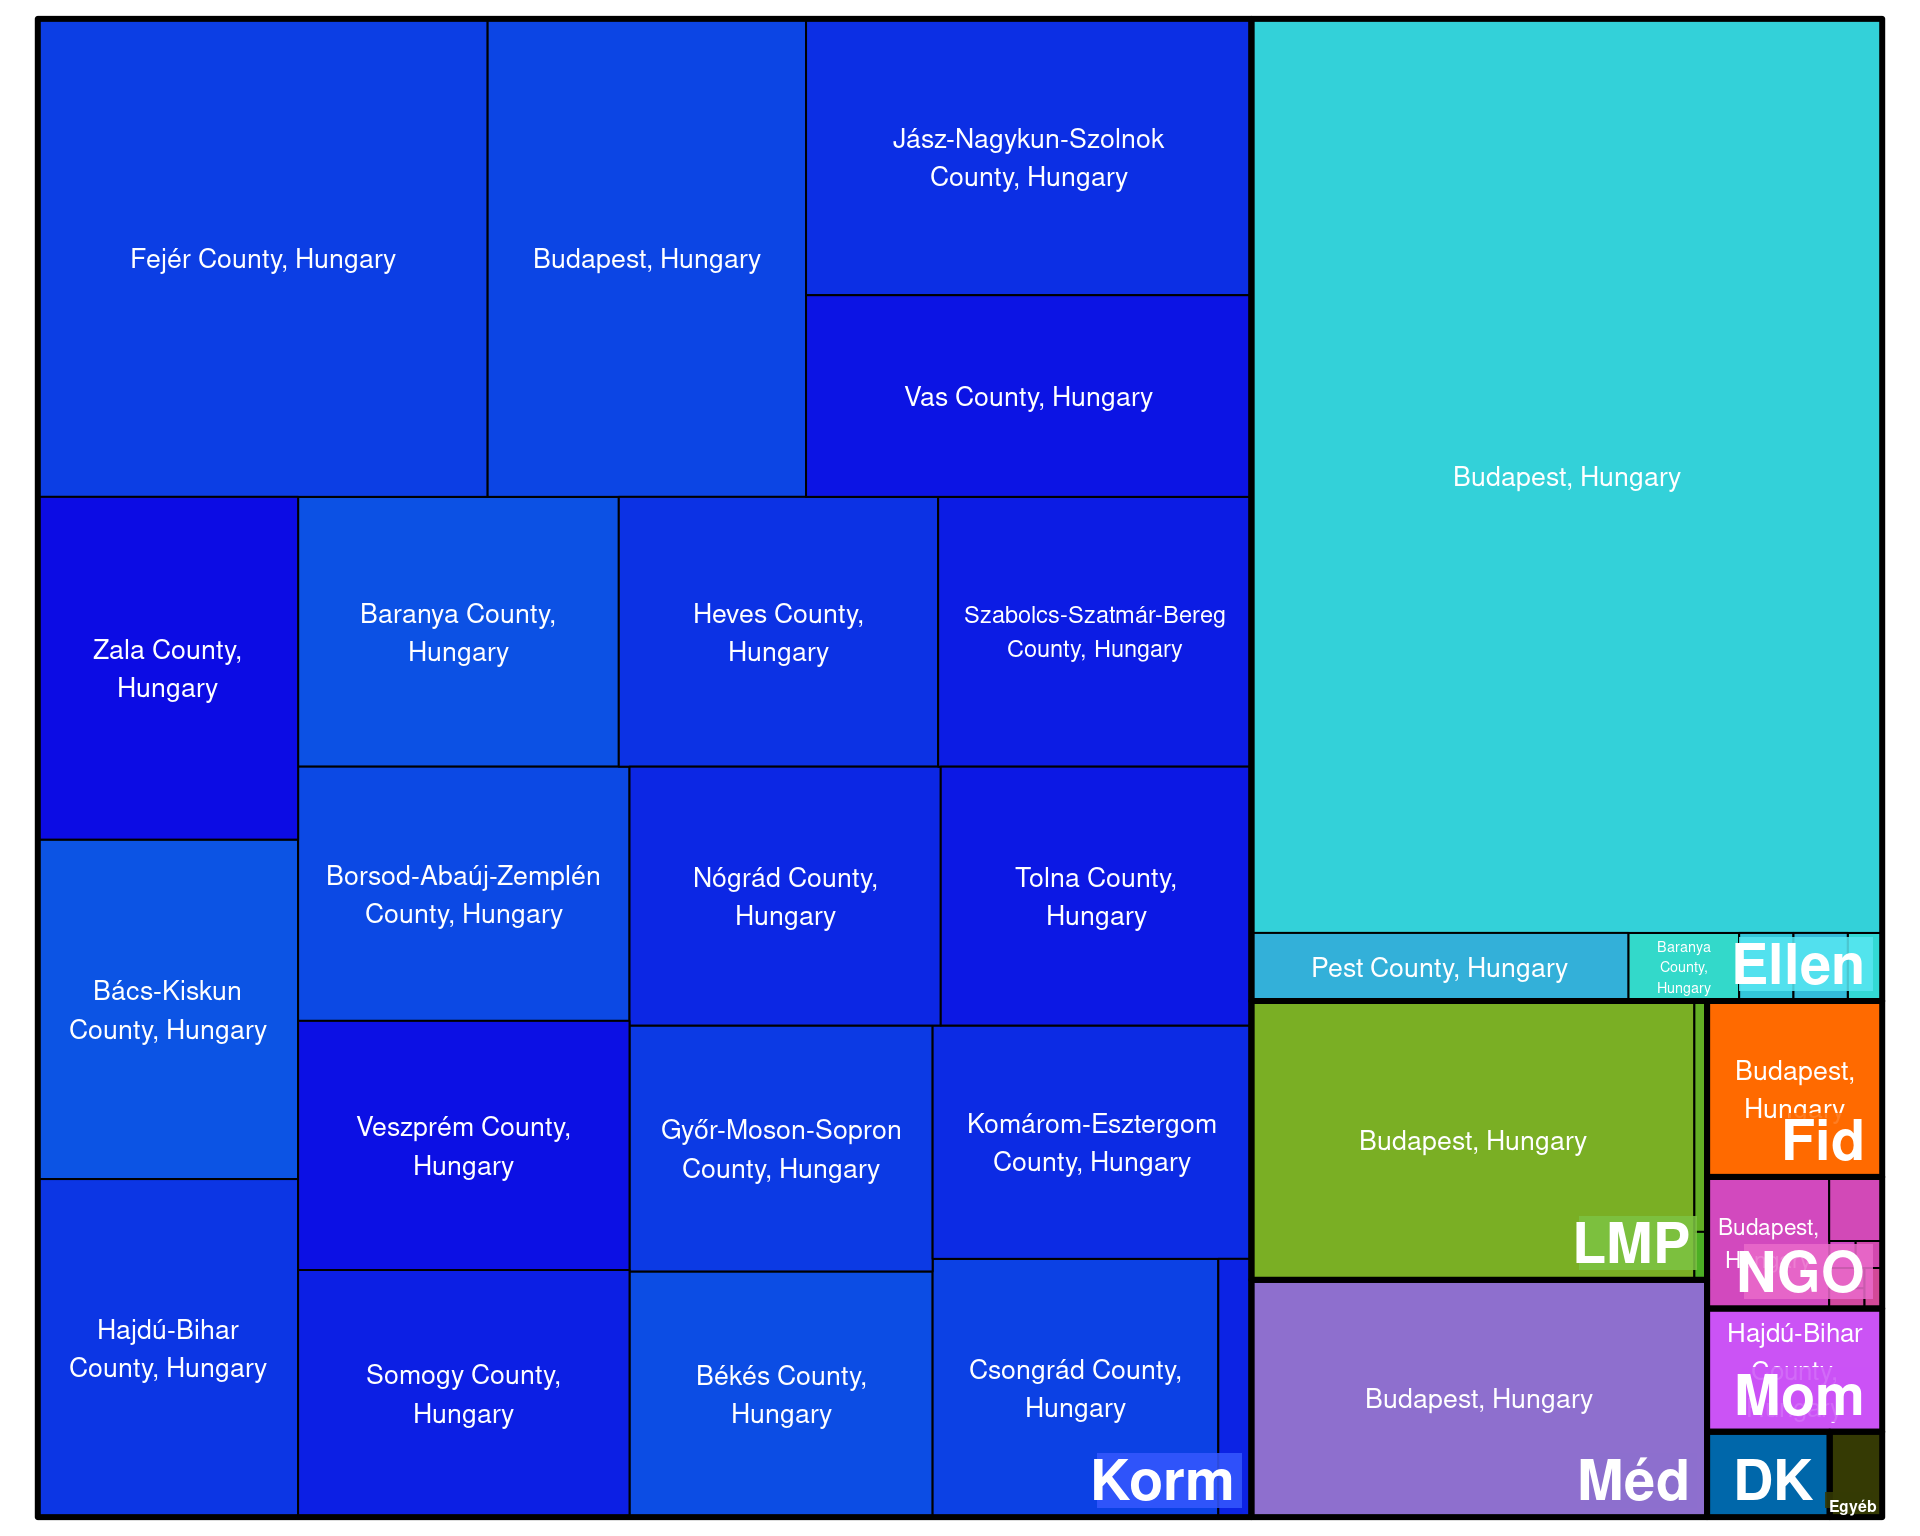 Fejér County, Hungary
Budapest, Hungary
Jász-Nagykun-Szolnok
County, Hungary
Vas County, Hungary
Zala County,
Hungary
Baranya County,
Hungary
Heves County,
Hungary
Szabolcs-Szatmár-Bereg
County, Hungary
Borsod-Abaúj-Zemplén
County, Hungary
Nógrád County,
Hungary
Tolna County,
Hungary
Bács-Kiskun
County, Hungary
Veszprém County,
Hungary
Győr-Moson-Sopron
County, Hungary
Komárom-Esztergom
County, Hungary
Hajdú-Bihar
County, Hungary
Somogy County,
Hungary
Békés County,
Hungary
Csongrád County,
Hungary
Korm
Budapest, Hungary
Pest County, Hungary
Baranya
County,
Hungary
Ellen
Budapest, Hungary
LMP
Budapest, Hungary
Méd
Budapest,
Hungary
Fid
Budapest,
NGO
Hajdú-Bihar
County,
Mom
DK
Egyéb